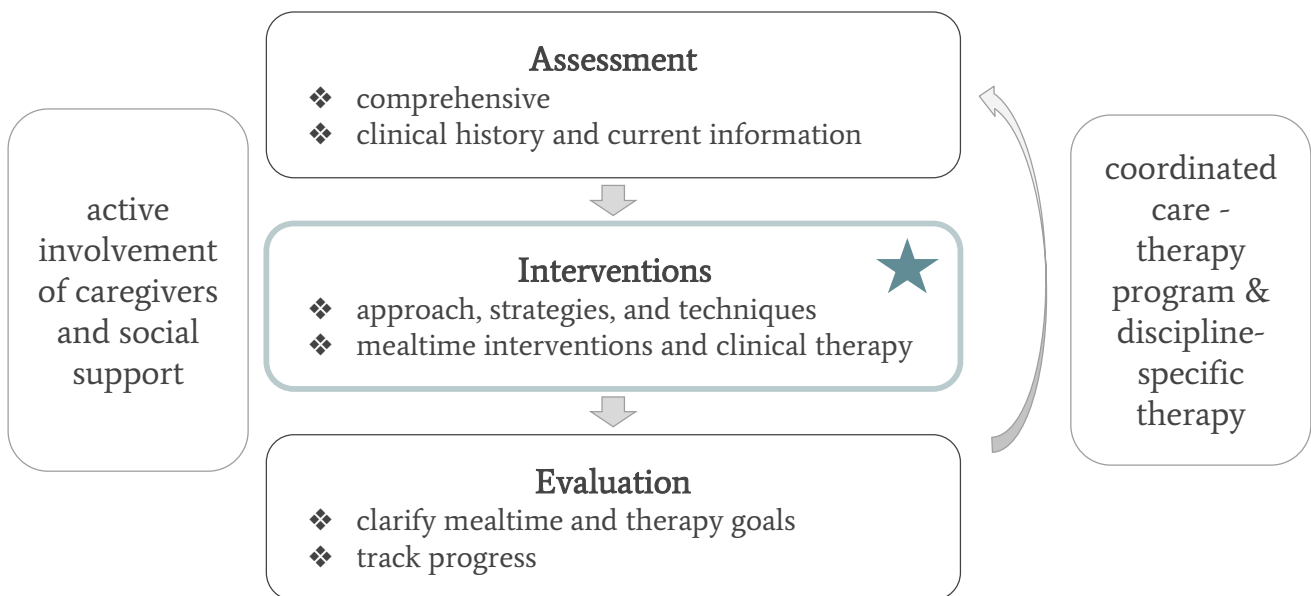 Assessment
❖ comprehensive
❖ clinical history and current information
active
involvement
of caregivers
and social
support
Interventions
❖ approach, strategies, and techniques
❖ mealtime interventions and clinical therapy
Evaluation
❖ clarify mealtime and therapy goals
❖ track progress
coordinated
care -
therapy
program &
discipline-
specific
therapy